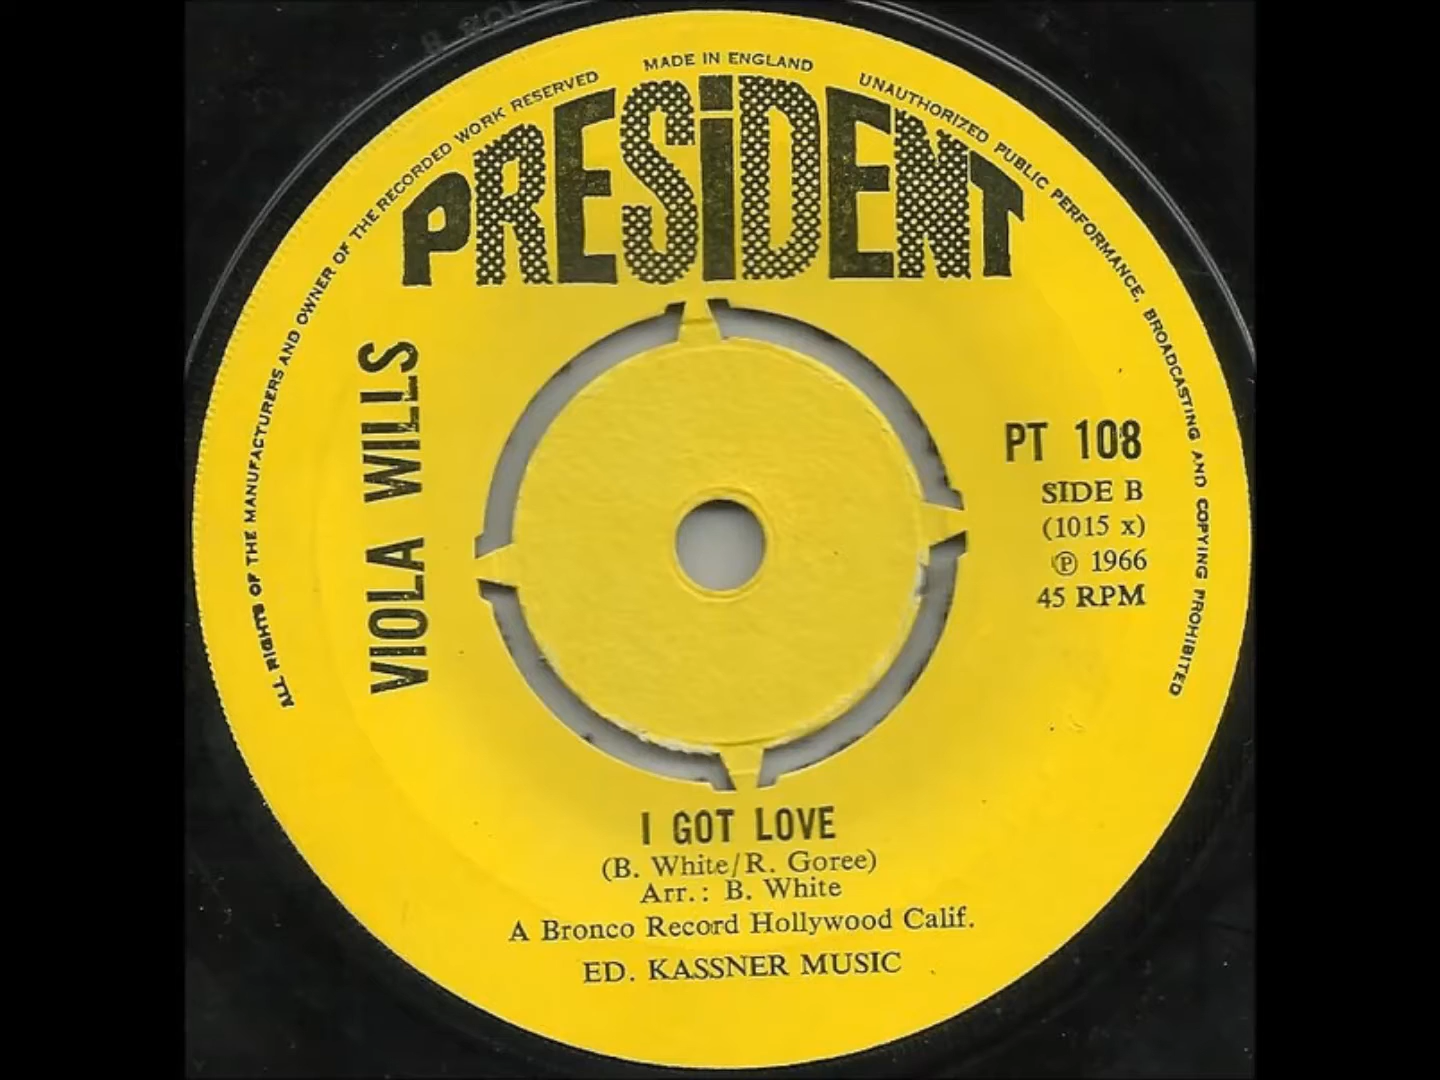 ALL RIGHTS OF THE MANUFACTURERS AND OWNER OF THE RECORDED WORK RESERVED
MADE IN ENGLAND
UNAUTHORIZED PUBLIC PERFORMANCE, BROADCASTING AND COPYING PROHIBITED
PRESiDENT
VIOLA WILLS
PT 108
SIDE B
(1015 x)
℗ 1966
45 RPM
I GOT LOVE
(B. White/R. Goree)
Arr.: B. White
A Bronco Record Hollywood Calif.
ED. KASSNER MUSIC